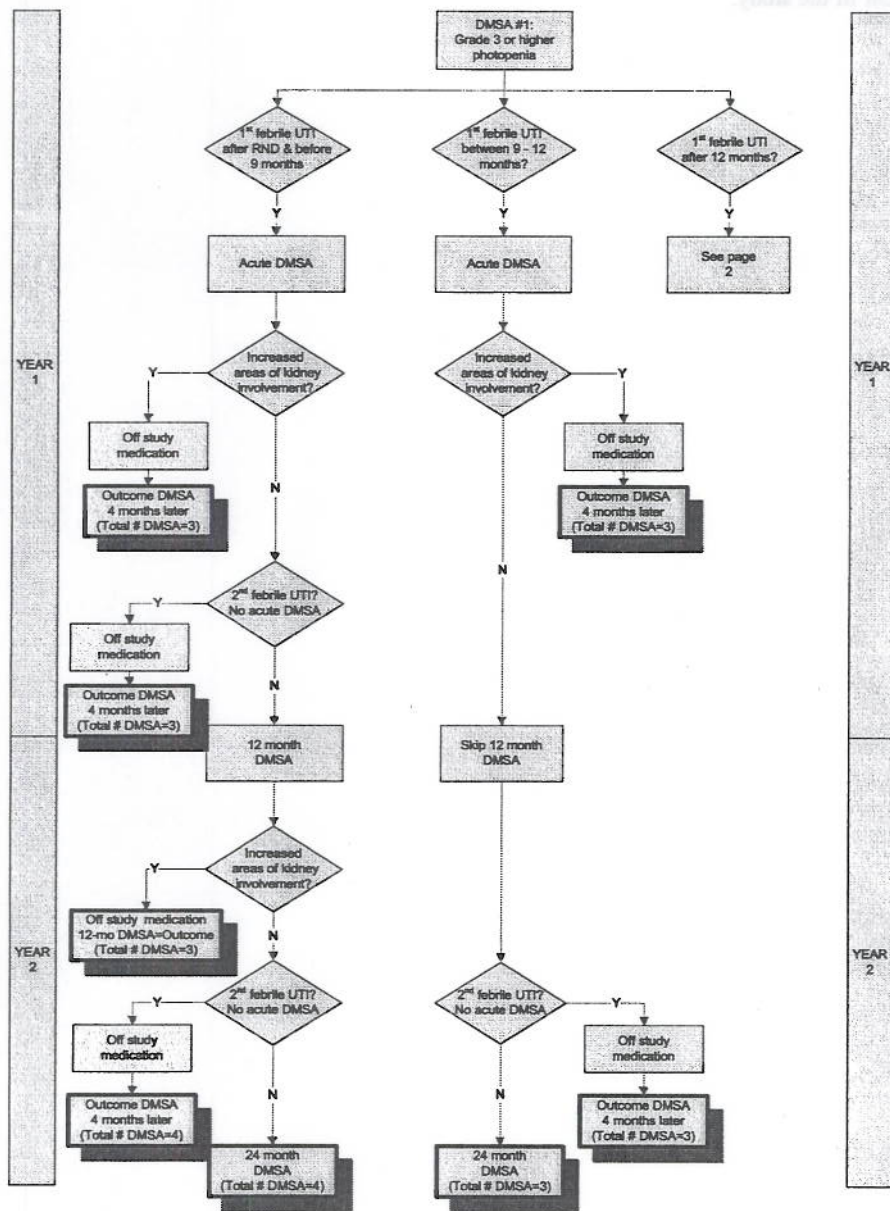 DMSA #1:
Grade 3 or higher
photopenia
1st febrile UTI
after RND & before
9 months
1st febrile UTI
between 9 - 12
months?
1st febrile UTI
after 12 months?
Y
Y
Y
Acute DMSA
Acute DMSA
See page
2
YEAR
1
YEAR
1
Increased
areas of kidney
involvement?
Increased
areas of kidney
involvement?
Y
Y
Off study
medication
Off study
medication
N
Outcome DMSA
4 months later
(Total # DMSA=3)
Outcome DMSA
4 months later
(Total # DMSA=3)
N
2nd febrile UTI?
No acute DMSA
Y
Off study
medication
N
Outcome DMSA
4 months later
(Total # DMSA=3)
12 month
DMSA
Skip 12 month
DMSA
Increased
areas of kidney
involvement?
Y
Off study medication
12-mo DMSA=Outcome
(Total # DMSA=3)
N
YEAR
2
YEAR
2
2nd febrile UTI?
No acute DMSA
2nd febrile UTI?
No acute DMSA
Y
Y
Off study
medication
Off study
medication
N
N
Outcome DMSA
4 months later
(Total # DMSA=4)
Outcome DMSA
4 months later
(Total # DMSA=3)
24 month
DMSA
(Total # DMSA=4)
24 month
DMSA
(Total # DMSA=3)